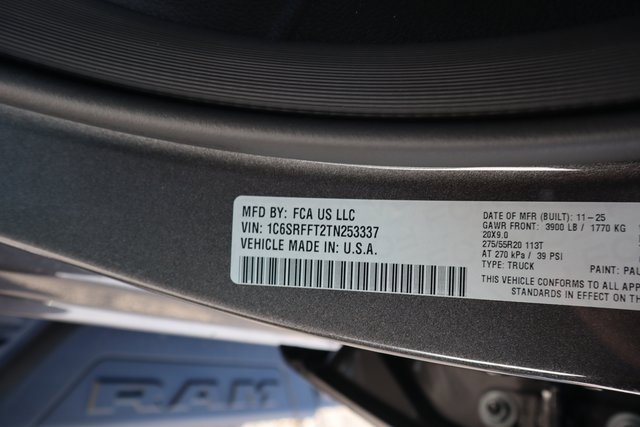 MFD BY: FCA US LLC
VIN: 1C6SRFFT2TN253337
VEHICLE MADE IN: U.S.A.
DATE OF MFR (BUILT): 11-25
GAWR FRONT: 3900 LB / 1770 KG
20X9.0
275/55R20 113T
AT 270 kPa / 39 PSI
TYPE: TRUCK
PAINT: PAU
THIS VEHICLE CONFORMS TO ALL APP
STANDARDS IN EFFECT ON THE
RAM